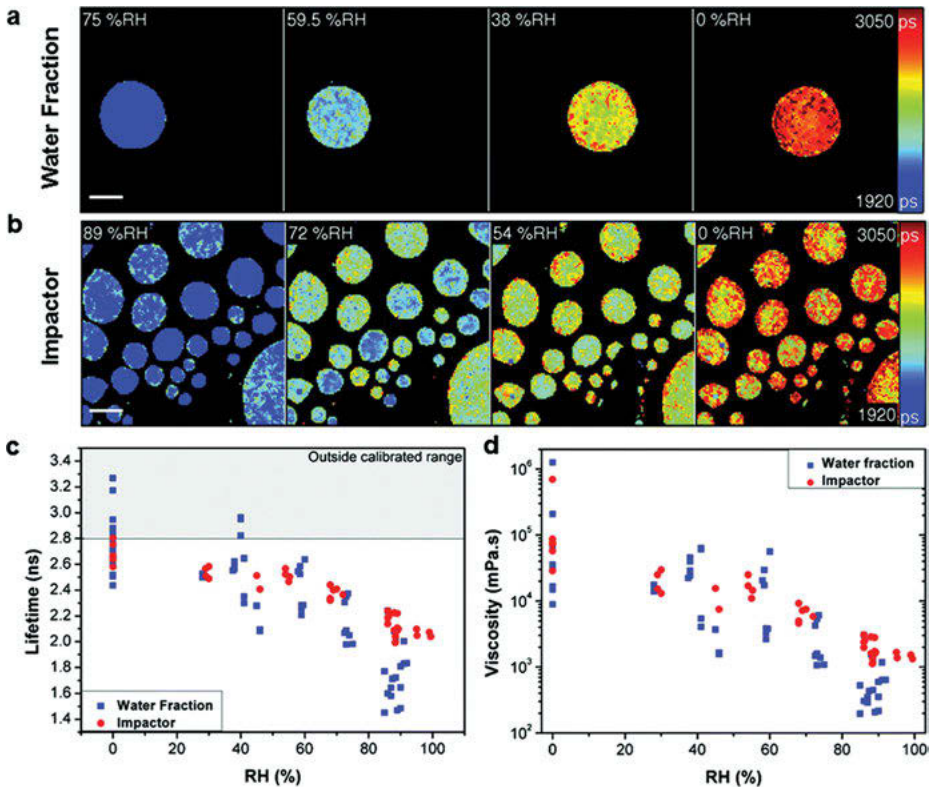 a
Water Fraction
75 %RH
59.5 %RH
38 %RH
0 %RH
3050 ps
1920 ps
b
Impactor
89 %RH
72 %RH
54 %RH
0 %RH
3050 ps
1920 ps
c
Outside calibrated range
Lifetime (ns)
3.4
3.2
3.0
2.8
2.6
2.4
2.2
2.0
1.8
1.6
1.4
Water Fraction
Impactor
0 20 40 60 80 100
RH (%)
d
Water fraction
Impactor
Viscosity (mPa.s)
10⁶
10⁵
10⁴
10³
10²
0 20 40 60 80 100
RH (%)